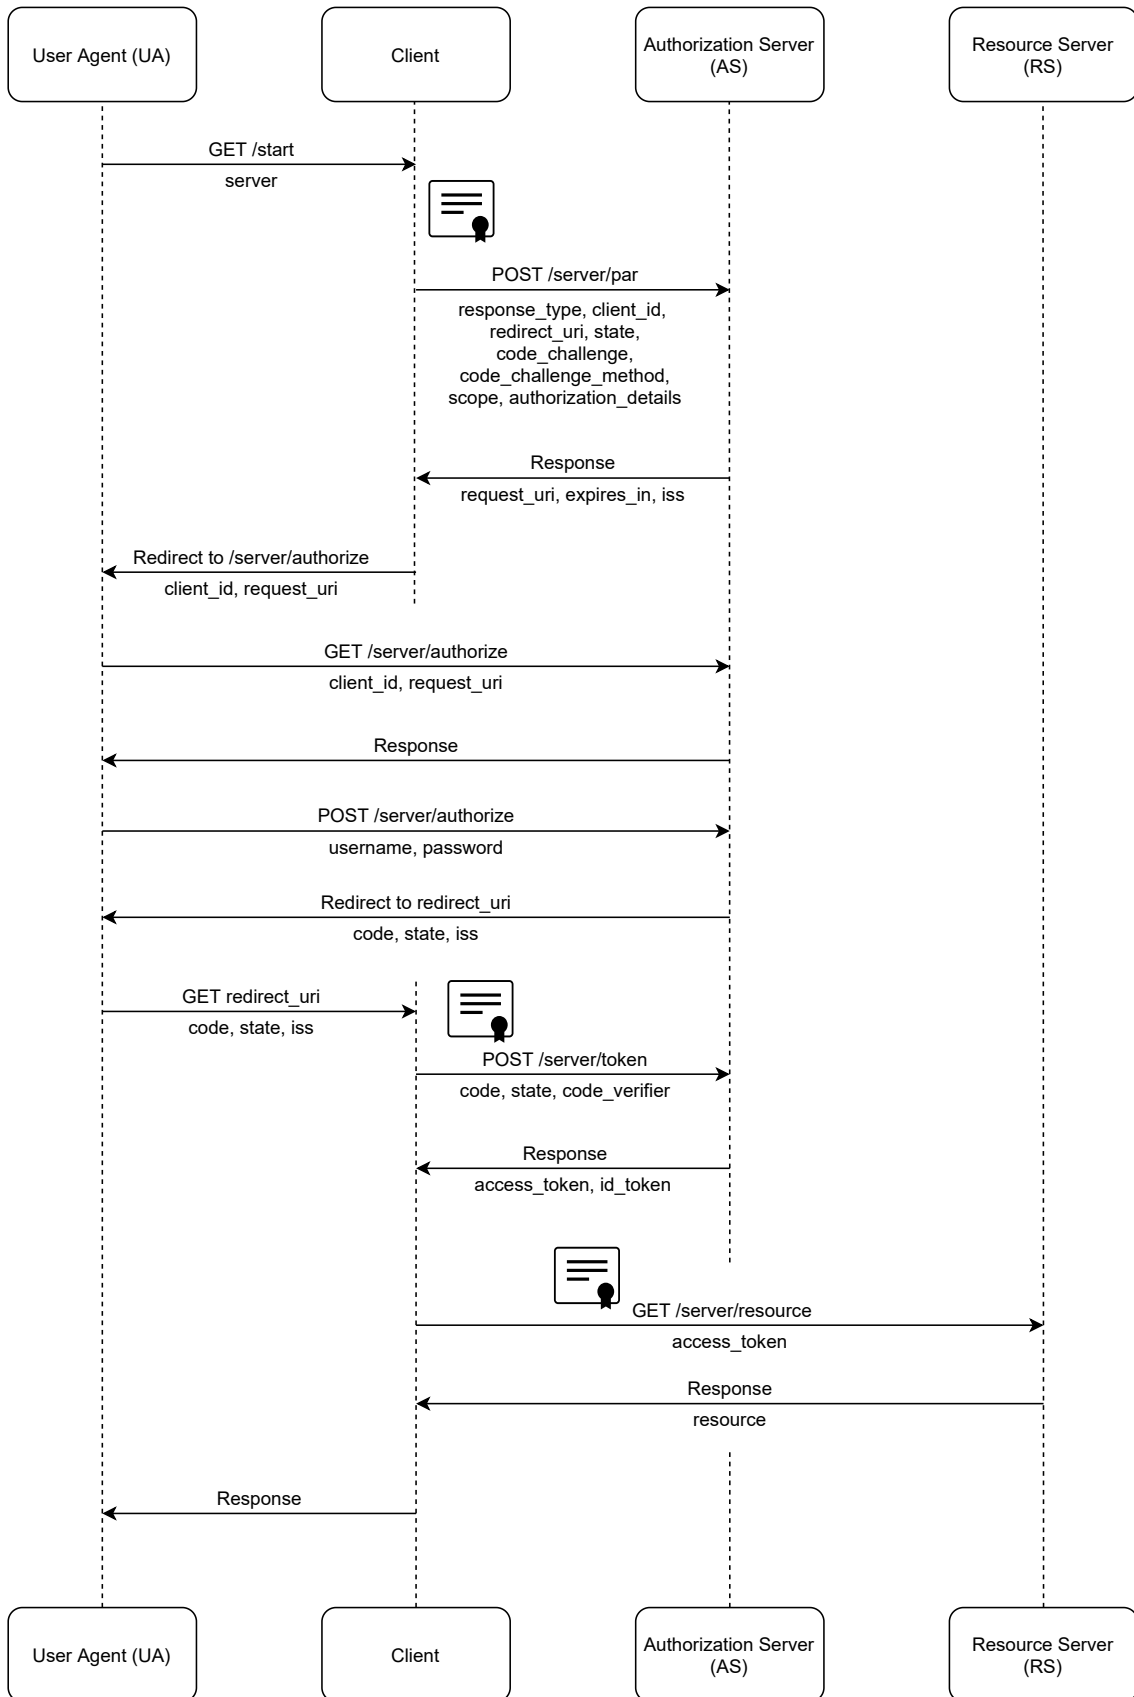 User Agent (UA)
Client
Authorization Server
(AS)
Resource Server
(RS)
GET /start
server
POST /server/par
response_type, client_id,
redirect_uri, state,
code_challenge,
code_challenge_method,
scope, authorization_details
Response
request_uri, expires_in, iss
Redirect to /server/authorize
client_id, request_uri
GET /server/authorize
client_id, request_uri
Response
POST /server/authorize
username, password
Redirect to redirect_uri
code, state, iss
GET redirect_uri
code, state, iss
POST /server/token
code, state, code_verifier
Response
access_token, id_token
GET /server/resource
access_token
Response
resource
Response
User Agent (UA)
Client
Authorization Server
(AS)
Resource Server
(RS)